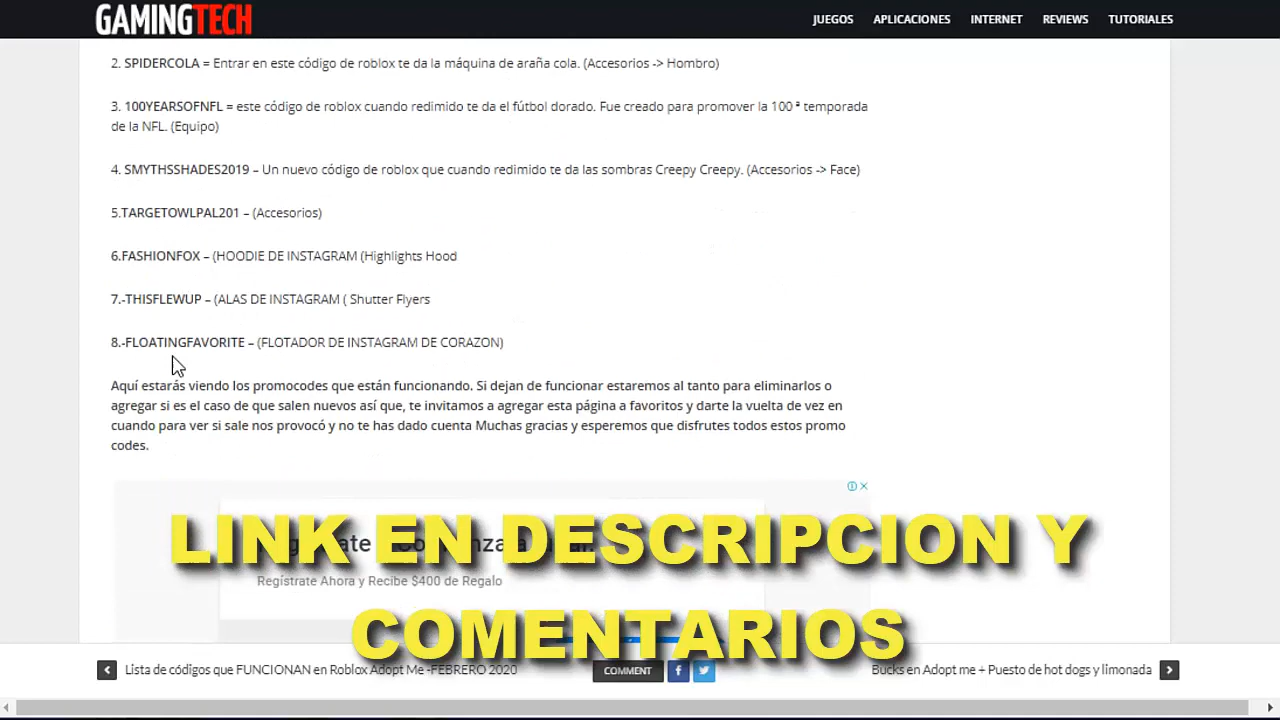 GAMINGTECH
JUEGOS APLICACIONES INTERNET REVIEWS TUTORIALES
2. SPIDERCOLA = Entrar en este código de roblox te da la máquina de araña cola. (Accesorios -> Hombro)
3. 100YEARSOFNFL = este código de roblox cuando redimido te da el fútbol dorado. Fue creado para promover la 100 ª temporada
de la NFL. (Equipo)
4. SMYTHSSHADES2019 – Un nuevo código de roblox que cuando redimido te da las sombras Creepy Creepy. (Accesorios -> Face)
5.TARGETOWLPAL201 – (Accesorios)
6.FASHIONFOX – (HOODIE DE INSTAGRAM (Highlights Hood
7.-THISFLEWUP – (ALAS DE INSTAGRAM ( Shutter Flyers
8.-FLOATINGFAVORITE – (FLOTADOR DE INSTAGRAM DE CORAZON)
Aquí estarás viendo los promocodes que están funcionando. Si dejan de funcionar estaremos al tanto para eliminarlos o
agregar si es el caso de que salen nuevos así que, te invitamos a agregar esta página a favoritos y darte la vuelta de vez en
cuando para ver si sale nos provocó y no te has dado cuenta Muchas gracias y esperemos que disfrutes todos estos promo
codes.
LINK EN DESCRIPCION Y
Regístrate Ahora y Recibe $400 de Regalo
COMENTARIOS
Lista de códigos que FUNCIONAN en Roblox Adopt Me -FEBRERO 2020 COMMENT Bucks en Adopt me + Puesto de hot dogs y limonada